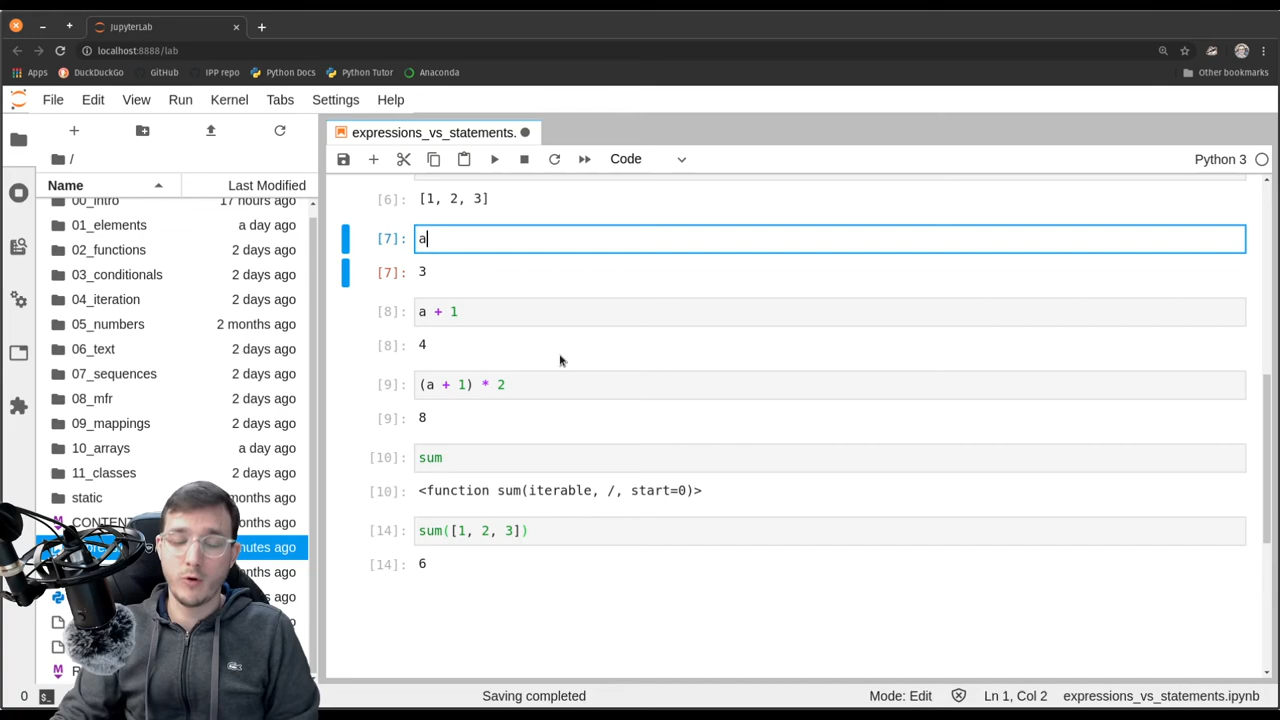 JupyterLab
localhost:8888/lab
Apps DuckDuckGo GitHub IPP repo Python Docs Python Tutor Anaconda Other bookmarks
File Edit View Run Kernel Tabs Settings Help
expressions_vs_statements.
/
Code Python 3
Name Last Modified
00_intro 17 hours ago
01_elements a day ago
02_functions 2 days ago
03_conditionals 2 days ago
04_iteration 2 days ago
05_numbers 2 months ago
06_text 2 days ago
07_sequences 2 days ago
08_mfr 2 days ago
09_mappings 2 days ago
10_arrays a day ago
11_classes 2 days ago
static months ago
CONTENT onths ago
nutes ago
onths ago
s ago
[6]: [1, 2, 3]
[7]: a
[7]: 3
[8]: a + 1
[8]: 4
[9]: (a + 1) * 2
[9]: 8
[10]: sum
[10]: <function sum(iterable, /, start=0)>
[14]: sum([1, 2, 3])
[14]: 6
0 $_ Saving completed Mode: Edit Ln 1, Col 2 expressions_vs_statements.ipynb